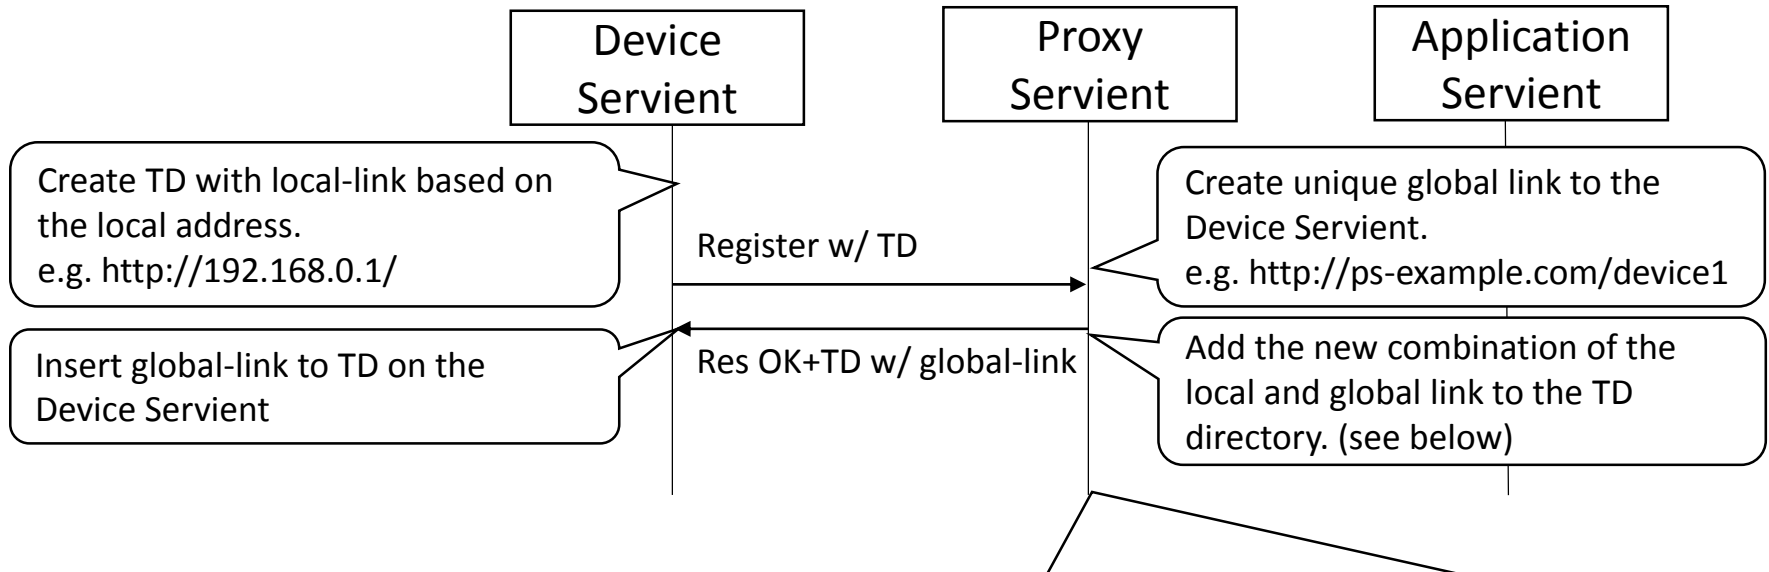 Device
Servient
Proxy
Servient
Application
Servient
Create TD with local-link based on
the local address.
e.g. http://192.168.0.1/
Register w/ TD
Create unique global link to the
Device Servient.
e.g. http://ps-example.com/device1
Insert global-link to TD on the
Device Servient
Res OK+TD w/ global-link
Add the new combination of the
local and global link to the TD
directory. (see below)